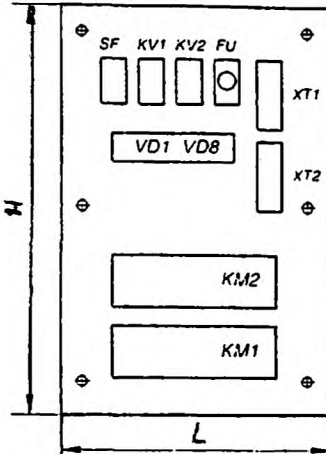 SF KV1 KV2 FU
XT1
VD1 VD8
XT2
H
KM2
KM1
L